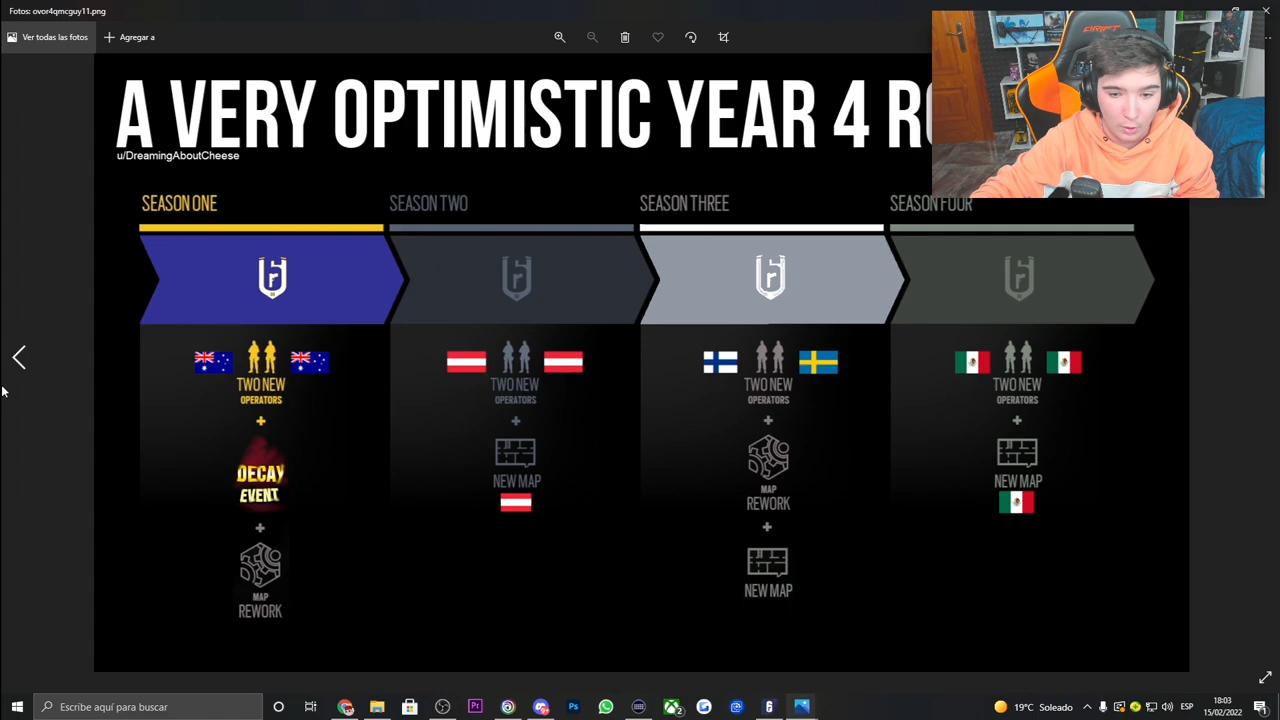 Fotos: ovor4qmcguy11.png
Ver todas las fotos
Agregar a
A VERY OPTIMISTIC YEAR 4
u/DreamingAboutCheese
SEASON ONE
SEASON TWO
SEASON THREE
SEASON FOUR
TWO NEW
OPERATORS
+
DECAY
EVENT
+
MAP
REWORK
TWO NEW
OPERATORS
+
NEW MAP
TWO NEW
OPERATORS
+
MAP
REWORK
+
NEW MAP
TWO NEW
OPERATORS
+
NEW MAP
Escribe aquí para buscar
19°C Soleado
ESP
18:03
15/02/2022